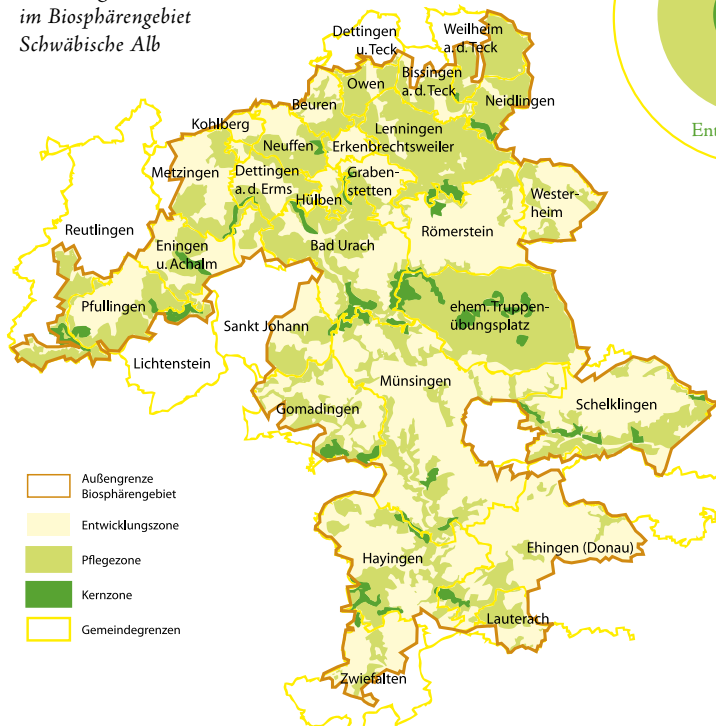 im Biosphärengebiet
Schwäbische Alb
Dettingen
u. Teck
Weilheim
a. d. Teck
Bissingen
a. d. Teck
Owen
Beuren
Neidlingen
Kohlberg
Lenningen
Neuffen
Erkenbrechtsweiler
Metzingen
Dettingen
a. d. Erms
Graben-
stetten
Hülben
Wester-
heim
Reutlingen
Eningen
u. Achalm
Bad Urach
Römerstein
Pfullingen
ehem. Truppen-
übungsplatz
Sankt Johann
Lichtenstein
Münsingen
Gomadingen
Schelklingen
Außengrenze
Biosphärengebiet
Entwicklungszone
Pflegezone
Kernzone
Gemeindegrenzen
Hayingen
Ehingen (Donau)
Lauterach
Zwiefalten